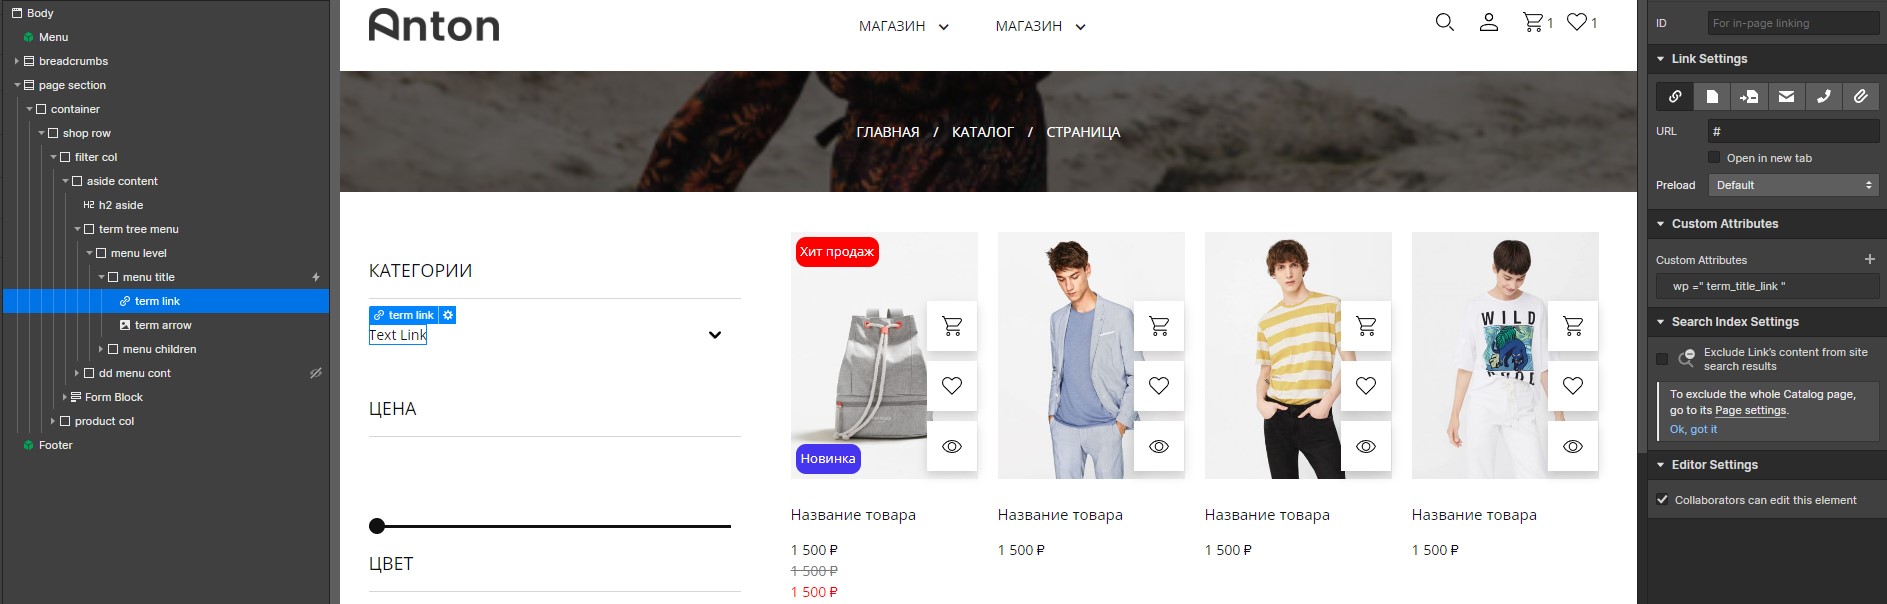 Body
Menu
breadcrumbs
page section
container
shop row
filter col
aside content
H2 h2 aside
term tree menu
menu level
menu title
term link
term arrow
menu children
dd menu cont
Form Block
product col
Footer
Anton
МАГАЗИН
МАГАЗИН
1
1
ГЛАВНАЯ / КАТАЛОГ / СТРАНИЦА
КАТЕГОРИИ
term link
Text Link
ЦЕНА
ЦВЕТ
Хит продаж
Новинка
WILD
Название товара
1 500 ₽
1 500 ₽
1 500 ₽
Название товара
1 500 ₽
Название товара
1 500 ₽
Название товара
1 500 ₽
ID
For in-page linking
Link Settings
URL
#
Open in new tab
Preload
Default
Custom Attributes
Custom Attributes
wp =" term_title_link "
Search Index Settings
Exclude Link's content from site
search results
To exclude the whole Catalog page,
go to its Page settings.
Ok, got it
Editor Settings
Collaborators can edit this element